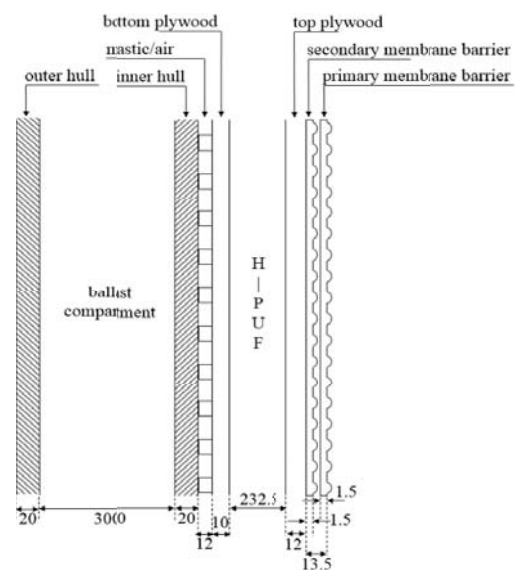 bottom plywood
top plywood
mastic/air
secondary membrane barrier
outer hull
inner hull
primary membrane barrier
H
|
P
U
F
ballast
compartment
232.5
1.5
20
3000
20
10
1.5
12
12
13.5